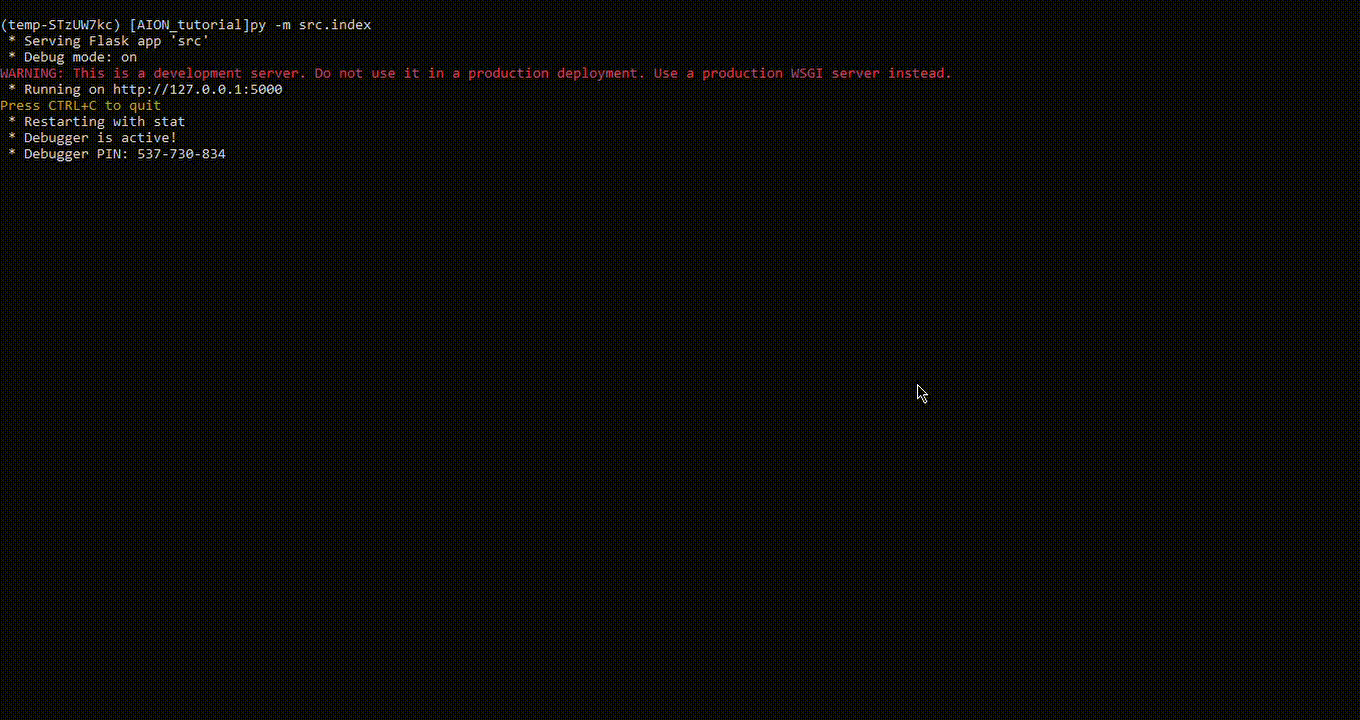 (temp-STzUW7kc) [AION_tutorial]py -m src.index
* Serving Flask app 'src'
* Debug mode: on
WARNING: This is a development server. Do not use it in a production deployment. Use a production WSGI server instead.
* Running on http://127.0.0.1:5000
Press CTRL+C to quit
* Restarting with stat
* Debugger is active!
* Debugger PIN: 537-730-834